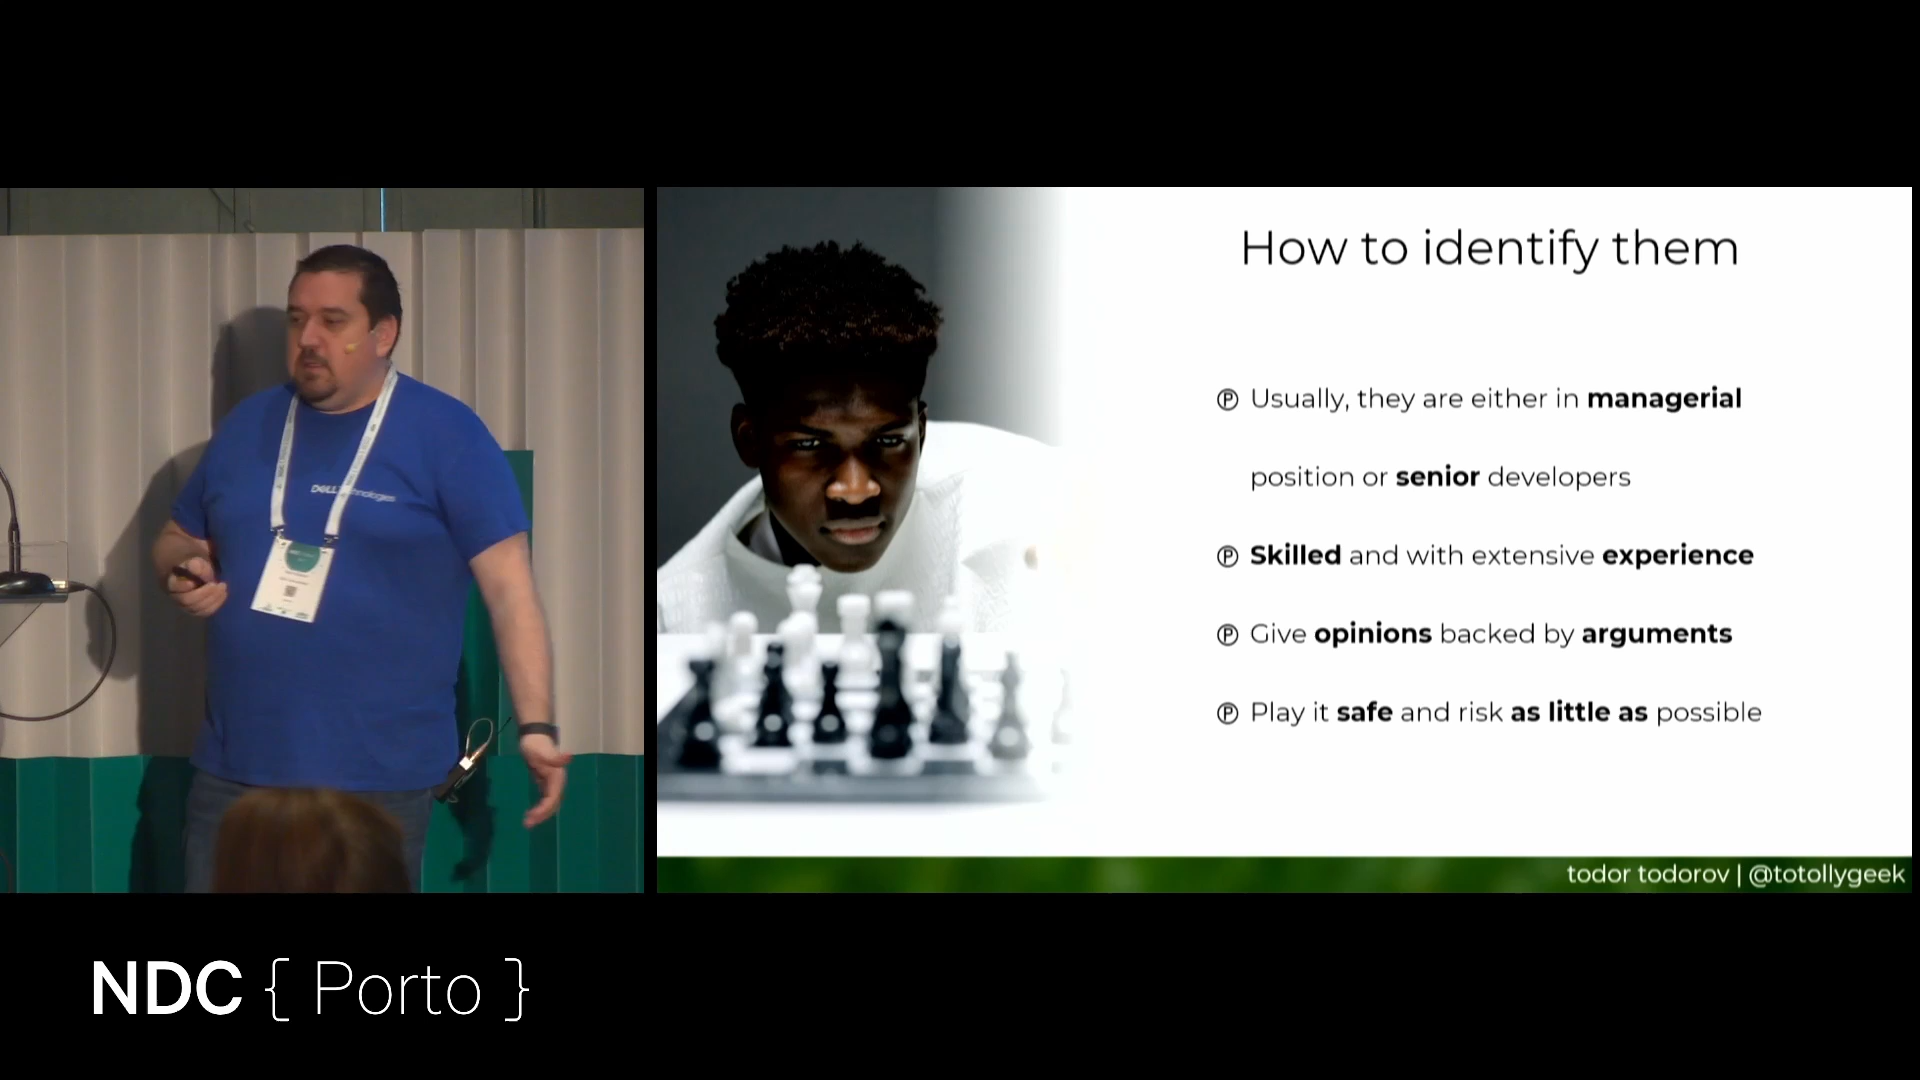 How to identify them
Ⓟ Usually, they are either in managerial
position or senior developers
Ⓟ Skilled and with extensive experience
Ⓟ Give opinions backed by arguments
Ⓟ Play it safe and risk as little as possible
todor todorov | @totollygeek
NDC { Porto }